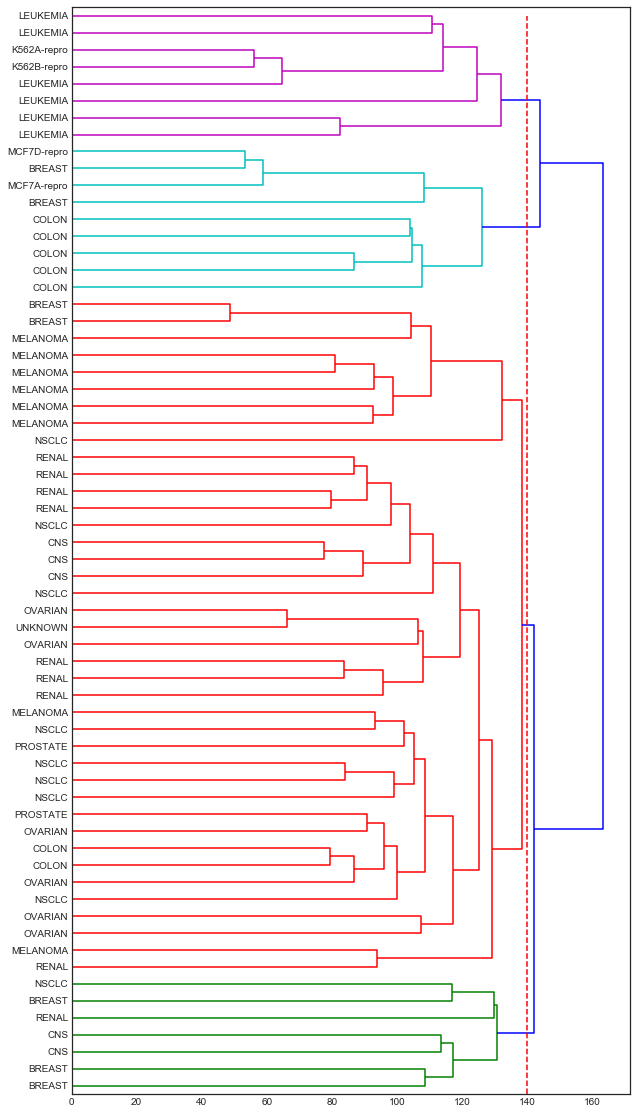 LEUKEMIA
LEUKEMIA
K562A-repro
K562B-repro
LEUKEMIA
LEUKEMIA
LEUKEMIA
LEUKEMIA
MCF7D-repro
BREAST
MCF7A-repro
BREAST
COLON
COLON
COLON
COLON
COLON
BREAST
BREAST
MELANOMA
MELANOMA
MELANOMA
MELANOMA
MELANOMA
MELANOMA
NSCLC
RENAL
RENAL
RENAL
RENAL
NSCLC
CNS
CNS
CNS
NSCLC
OVARIAN
UNKNOWN
OVARIAN
RENAL
RENAL
RENAL
MELANOMA
NSCLC
PROSTATE
NSCLC
NSCLC
NSCLC
PROSTATE
OVARIAN
COLON
COLON
OVARIAN
NSCLC
OVARIAN
OVARIAN
MELANOMA
RENAL
NSCLC
BREAST
RENAL
CNS
CNS
BREAST
BREAST
0 20 40 60 80 100 120 140 160